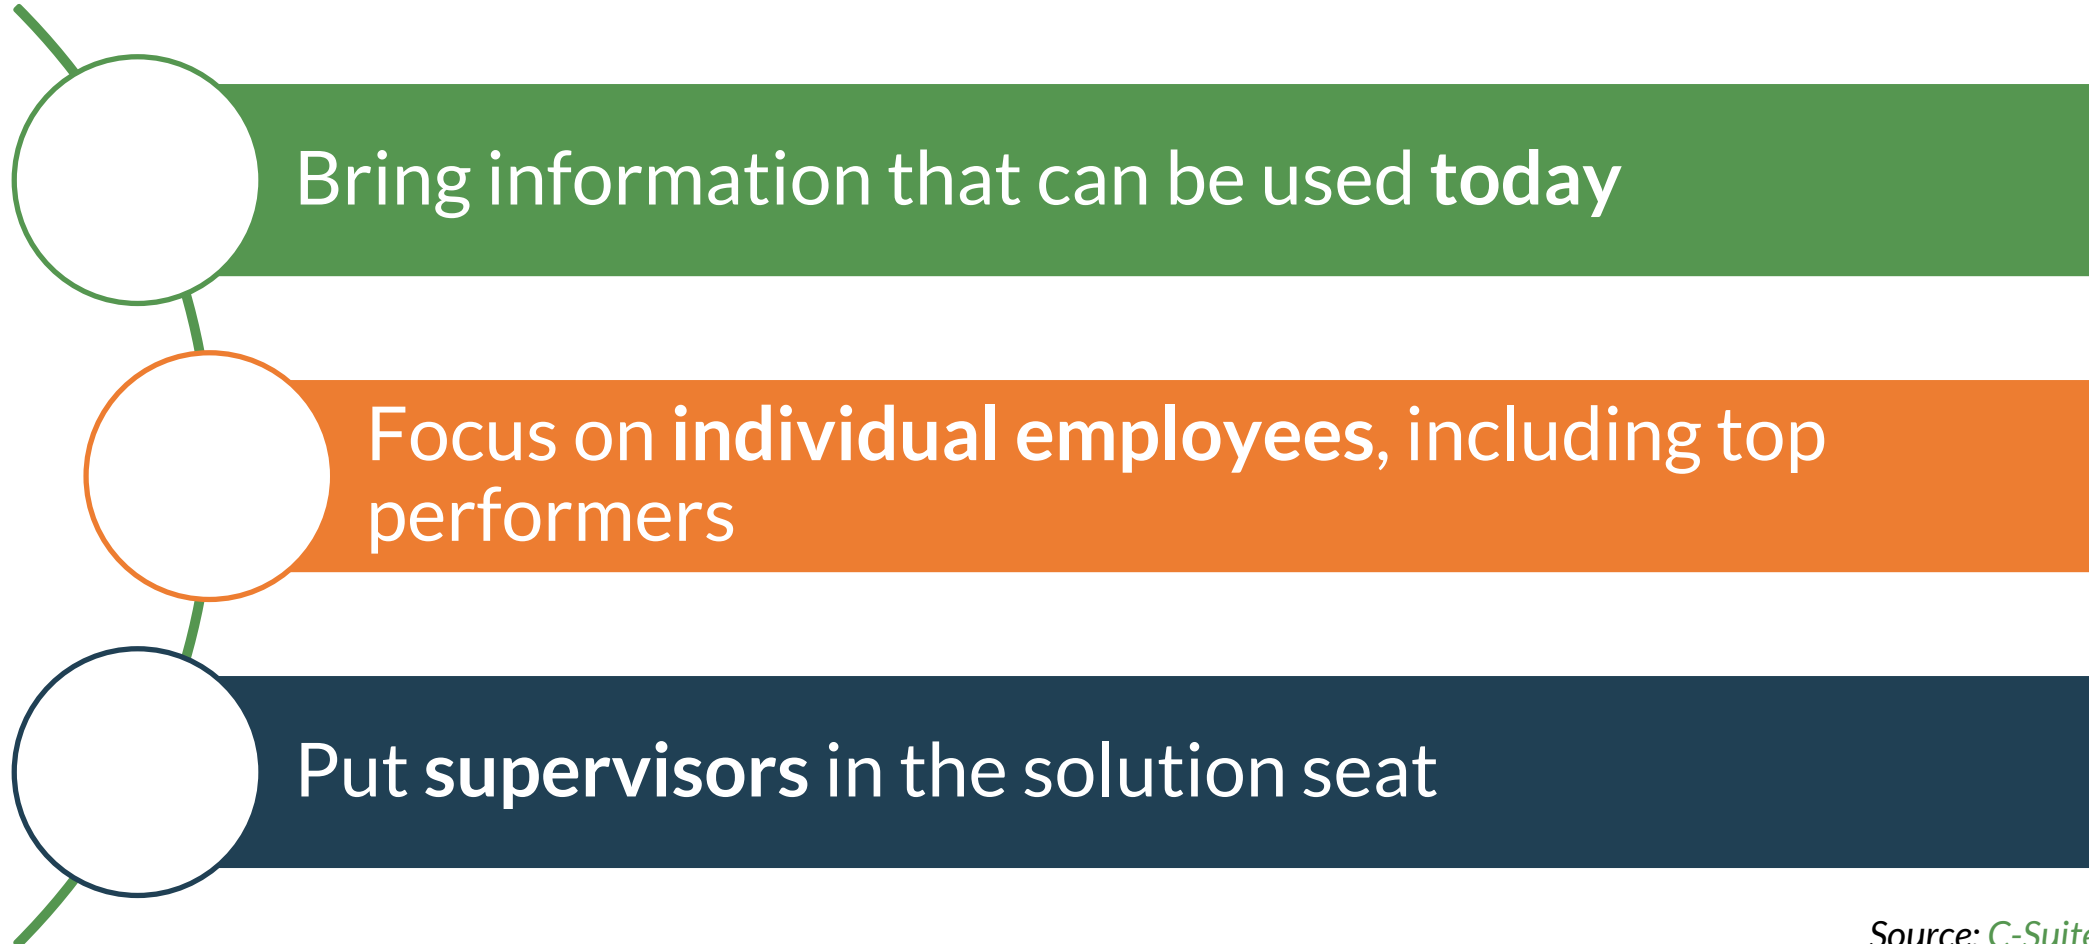 Bring information that can be used today
Focus on individual employees, including top
performers
Put supervisors in the solution seat
Source: C-Suite